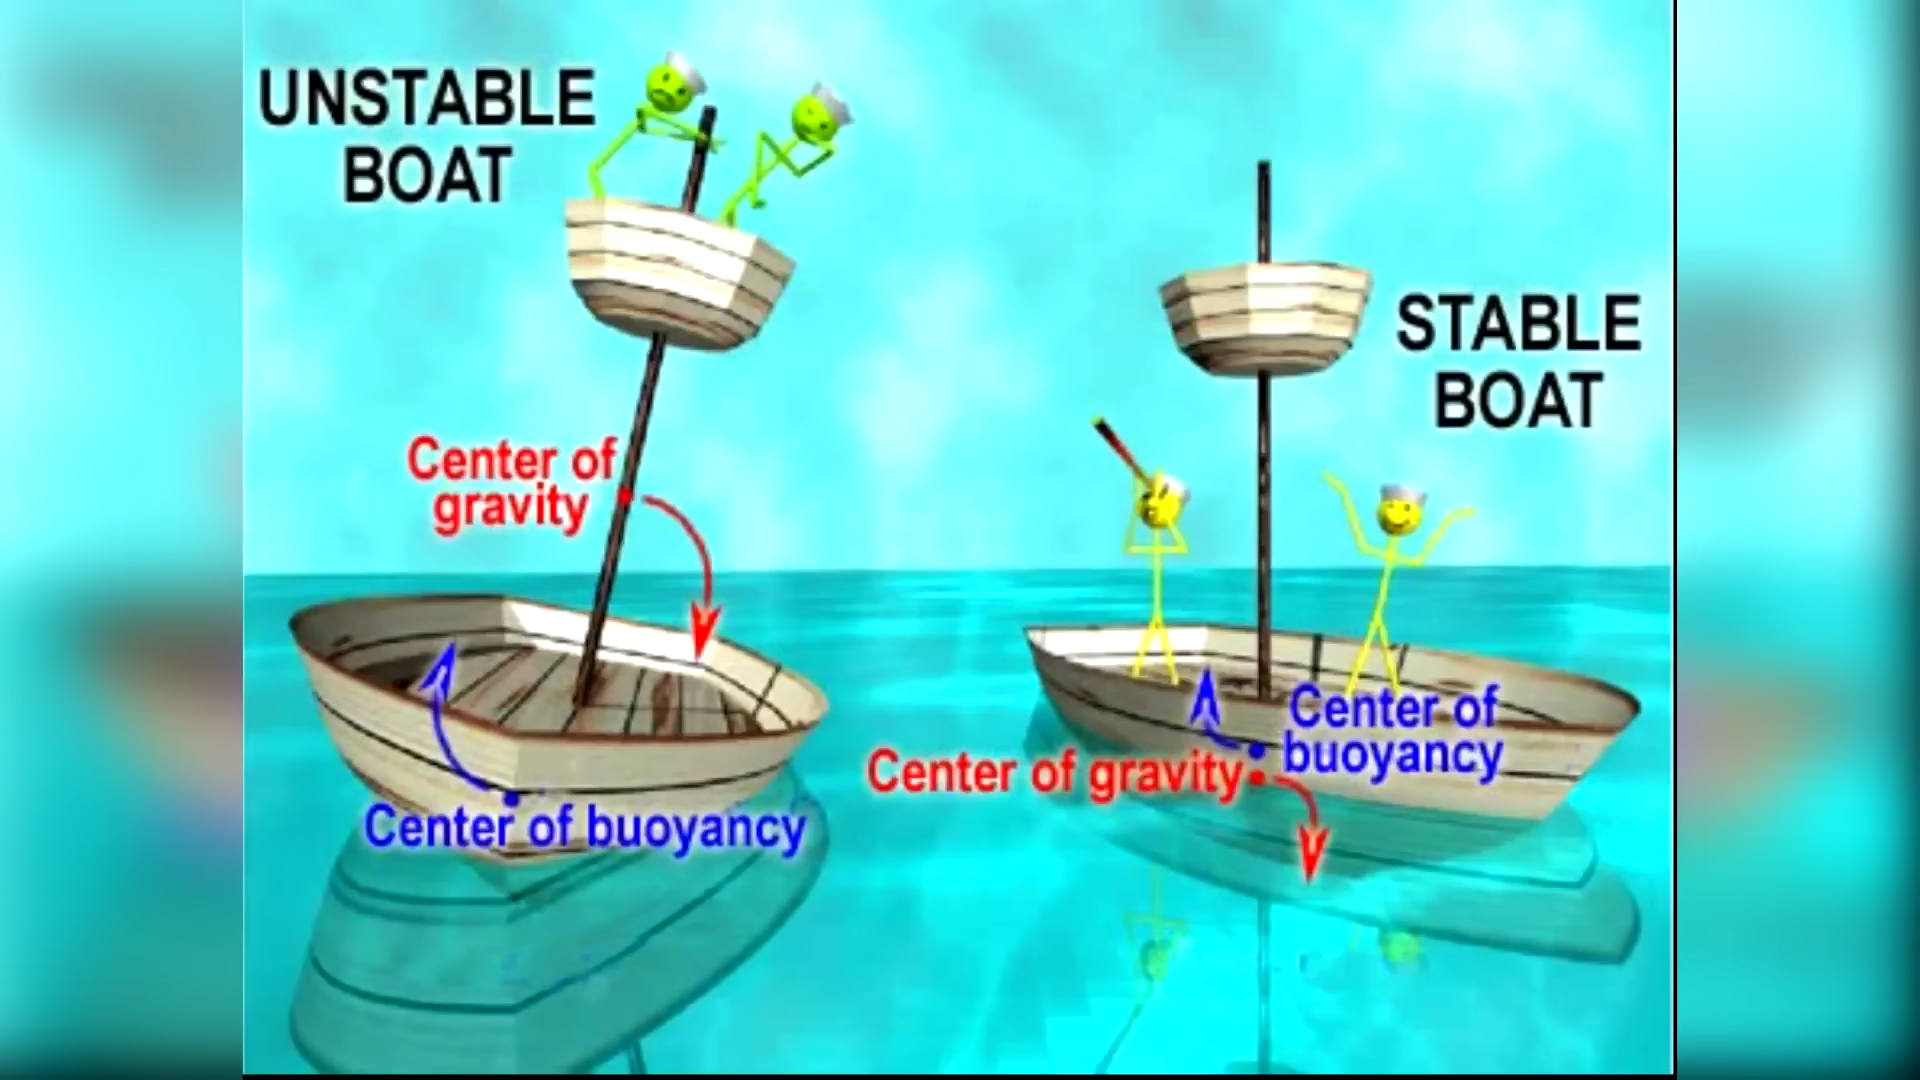 UNSTABLE
BOAT
STABLE
BOAT
Center of
gravity
Center of buoyancy
Center of
buoyancy
Center of gravity